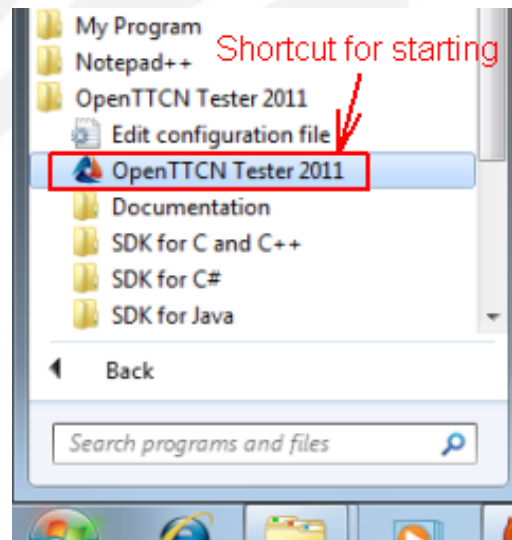 My Program
Shortcut for starting
Notepad++
OpenTTCN Tester 2011
Edit configuration file
OpenTTCN Tester 2011
Documentation
SDK for C and C++
SDK for C#
SDK for Java
Back
Search programs and files